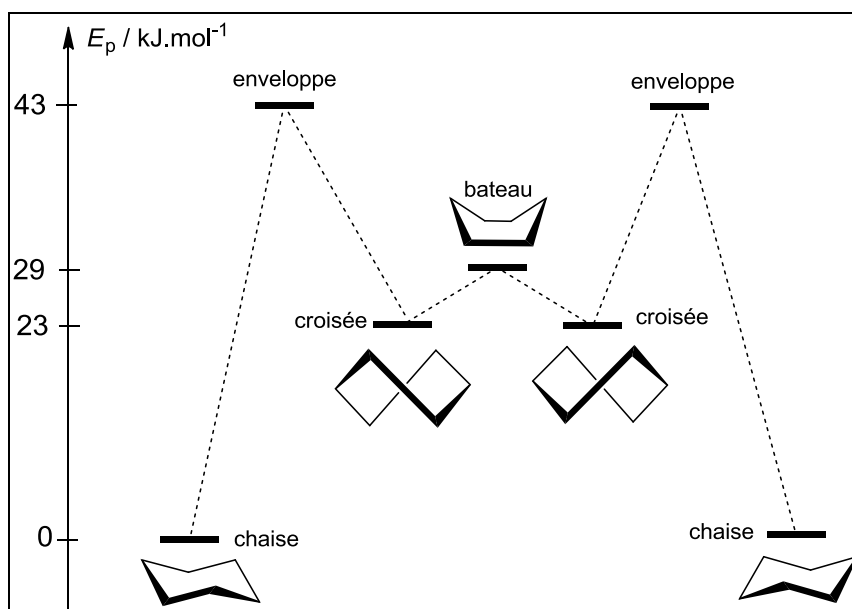 E_p / kJ.mol⁻¹
enveloppe
enveloppe
43
bateau
29
23
croisée
croisée
0
chaise
chaise